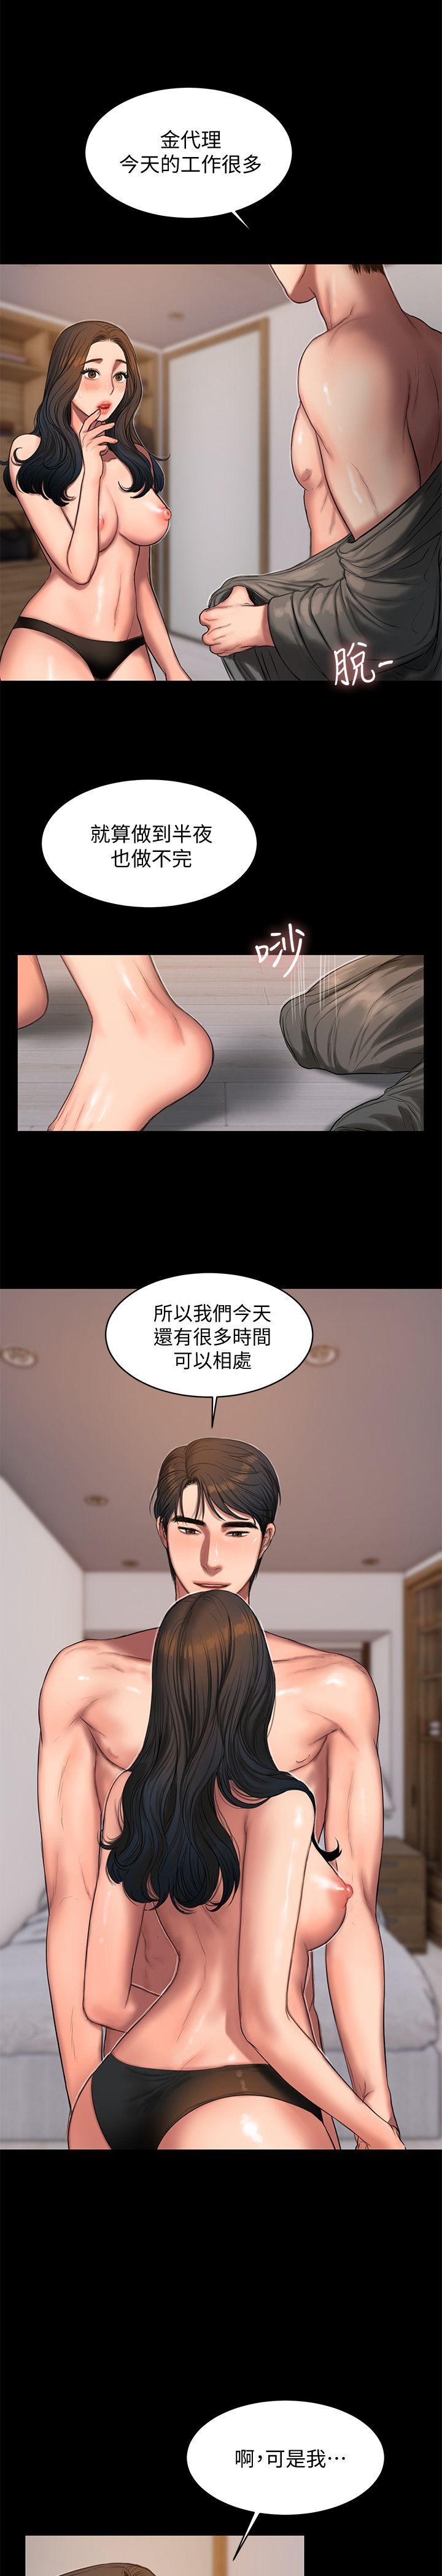 金代理
今天的工作很多
脫-
就算做到半夜
也做不完
唦
所以我們今天
還有很多時間
可以相處
啊，可是我…